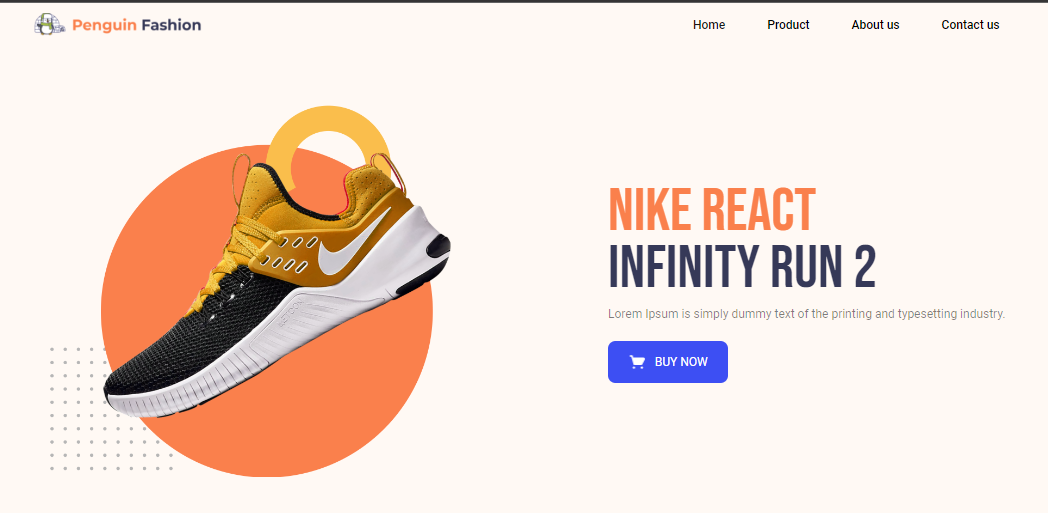 Penguin Fashion
Home Product About us Contact us
NIKE REACT
INFINITY RUN 2
Lorem Ipsum is simply dummy text of the printing and typesetting industry.
BUY NOW